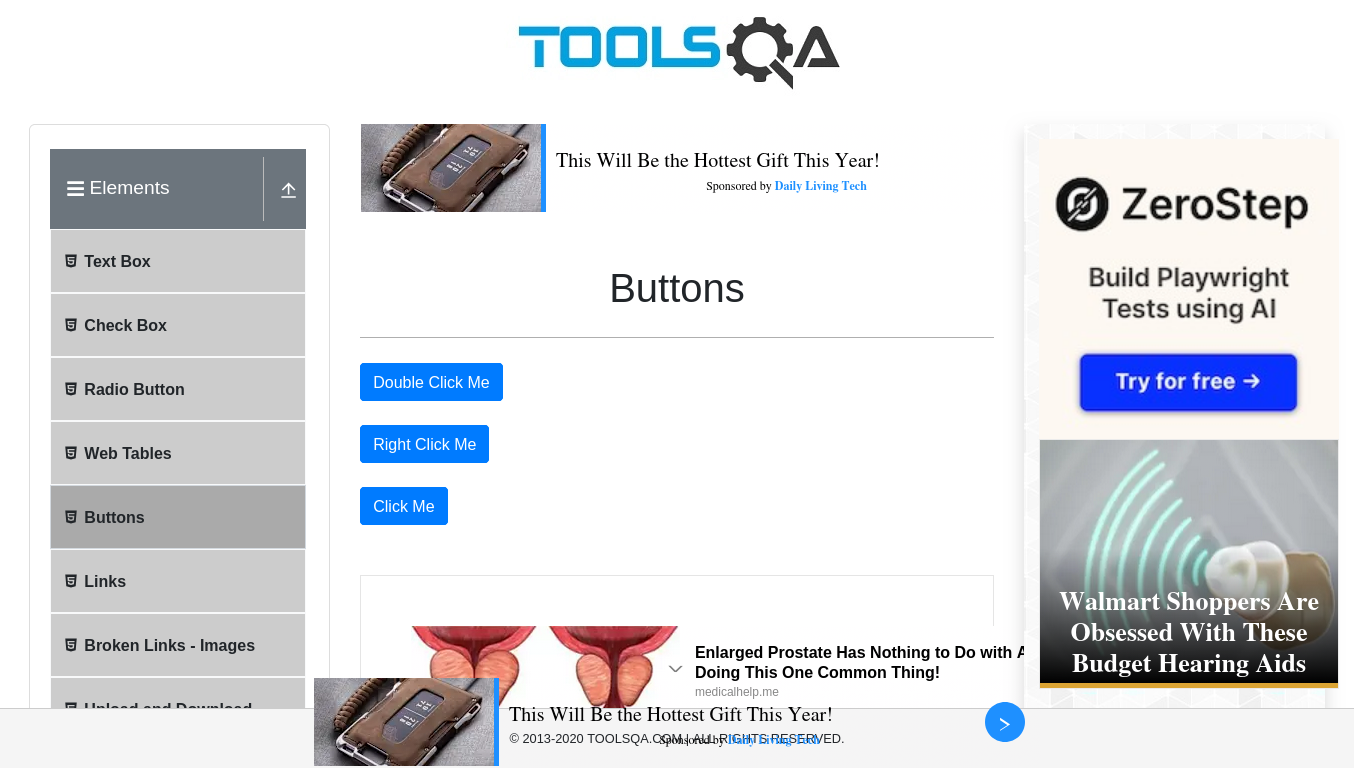 TOOLSQA
Elements
Text Box
Check Box
Radio Button
Web Tables
Buttons
Links
Broken Links - Images
Upload and Download
This Will Be the Hottest Gift This Year!
Sponsored by Daily Living Tech
Buttons
Double Click Me
Right Click Me
Click Me
Enlarged Prostate Has Nothing to Do with A
Doing This One Common Thing!
medicalhelp.me
ZeroStep
Build Playwright
Tests using AI
Try for free →
Walmart Shoppers Are
Obsessed With These
Budget Hearing Aids
This Will Be the Hottest Gift This Year!
© 2013-2020 TOOLSQA.COM | ALL RIGHTS RESERVED.
Sponsored by Daily Living Tech